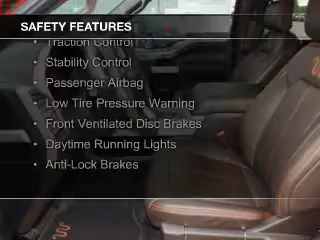 SAFETY FEATURES
• Traction Control
• Stability Control
• Passenger Airbag
• Low Tire Pressure Warning
• Front Ventilated Disc Brakes
• Daytime Running Lights
• Anti-Lock Brakes